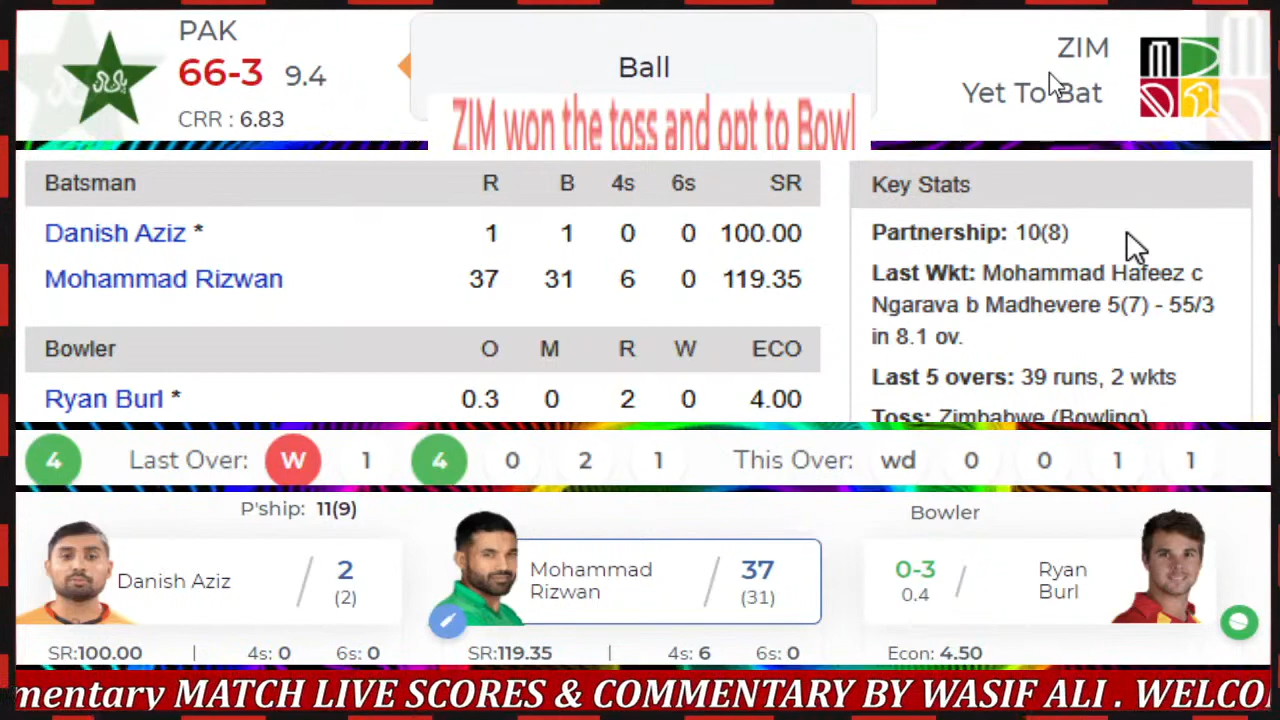 PAK
66-3 9.4
CRR : 6.83
Ball
ZIM won the toss and opt to Bowl
ZIM
Yet To Bat
Batsman R B 4s 6s SR
Danish Aziz * 1 1 0 0 100.00
Mohammad Rizwan 37 31 6 0 119.35
Bowler O M R W ECO
Ryan Burl * 0.3 0 2 0 4.00
Key Stats
Partnership: 10(8)
Last Wkt: Mohammad Hafeez c
Ngarava b Madhevere 5(7) - 55/3
in 8.1 ov.
Last 5 overs: 39 runs, 2 wkts
Toss: Zimbabwe (Bowling)
4 Last Over: W 1 4 0 2 1 This Over: wd 0 0 1 1
P'ship: 11(9)
Danish Aziz / 2
(2)
SR:100.00 | 4s: 0 6s: 0
Mohammad
Rizwan / 37
(31)
SR:119.35 | 4s: 6 6s: 0
Bowler
0-3 / Ryan
0.4 Burl
Econ: 4.50
mentary MATCH LIVE SCORES & COMMENTARY BY WASIF ALI . WELCO